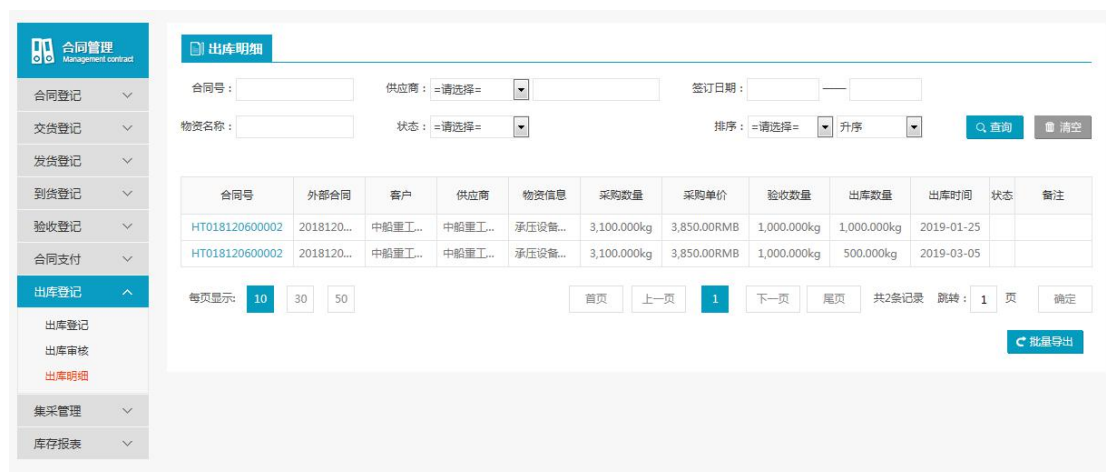 合同管理
Management contract
合同登记
交货登记
发货登记
到货登记
验收登记
合同支付
出库登记
出库登记
出库审核
出库明细
集采管理
库存报表
出库明细
合同号： 供应商： =请选择= 签订日期： ——
物资名称： 状态： =请选择= 排序： =请选择= 升序 查询 清空
合同号 外部合同 客户 供应商 物资信息 采购数量 采购单价 验收数量 出库数量 出库时间 状态 备注
HT018120600002 2018120... 中船重工... 中船重工... 承压设备... 3,100.000kg 3,850.00RMB 1,000.000kg 1,000.000kg 2019-01-25
HT018120600002 2018120... 中船重工... 中船重工... 承压设备... 3,100.000kg 3,850.00RMB 1,000.000kg 500.000kg 2019-03-05
每页显示: 10 30 50 首页 上一页 1 下一页 尾页 共2条记录 跳转： 1 页 确定
批量导出